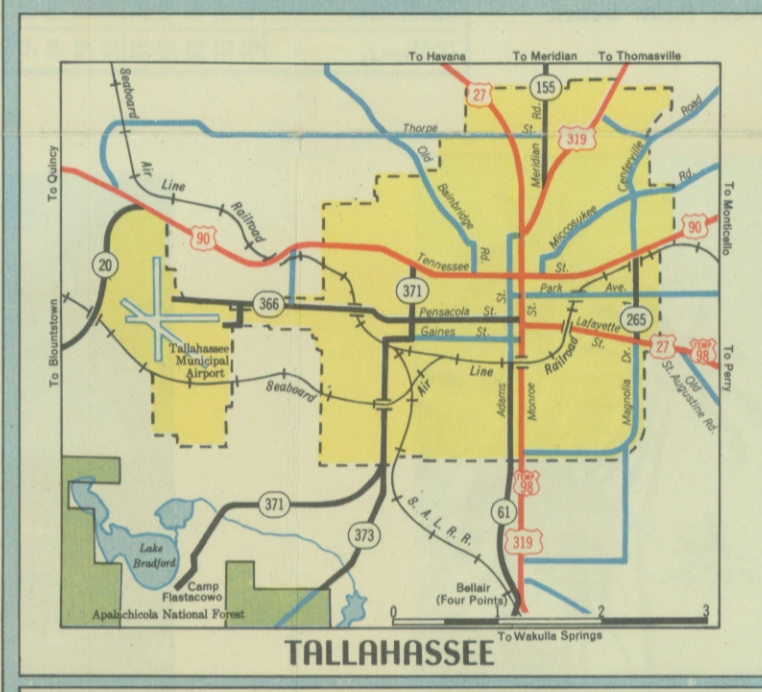 To Havana
To Meridian
To Thomasville
Seaboard
Air
Line
Railroad
27
155
Rd.
319
Thorpe
St.
Old
Bainbridge
Rd.
Meridian
Centerville
Road
To Quincy
Miccosukee
Rd.
To Monticello
90
90
20
Tennessee
St.
St.
Park
Ave.
371
366
Pensacola
St.
St.
265
Gaines
St.
Lafayette
St.
27
TEMP
98
To Blountstown
Tallahassee
Municipal
Airport
Seaboard
Air
Line
Railroad
Adams
Monroe
Magnolia
Dr.
Old
St. Augustine Rd.
To Perry
TEMP
98
371
373
S. A. L. R. R.
61
319
Lake
Bradford
Camp
Flastacowo
Apalachicola National Forest
Bellair
(Four Points)
0
1
2
3
To Wakulla Springs
TALLAHASSEE